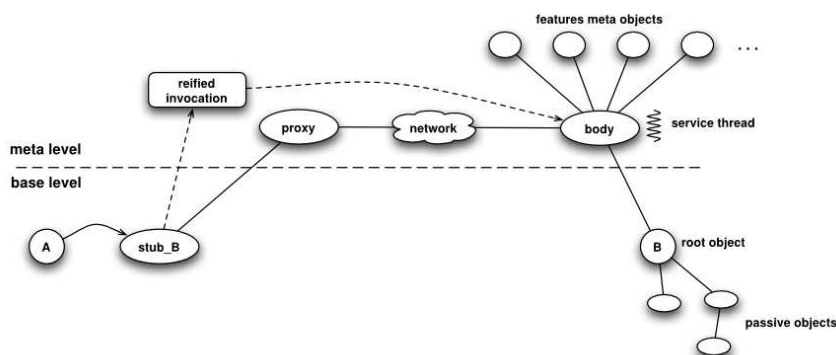 features meta objects
...
reified
invocation
proxy
network
body
service thread
meta level
base level
A
stub_B
B
root object
passive objects